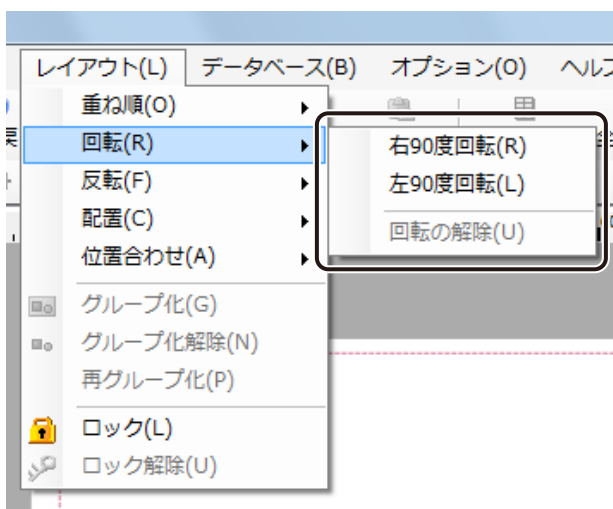 レイアウト(L) データベース(B) オプション(O) ヘル
重ね順(O)
回転(R)
反転(F)
配置(C)
位置合わせ(A)
グループ化(G)
グループ化解除(N)
再グループ化(P)
ロック(L)
ロック解除(U)
右90度回転(R)
左90度回転(L)
回転の解除(U)